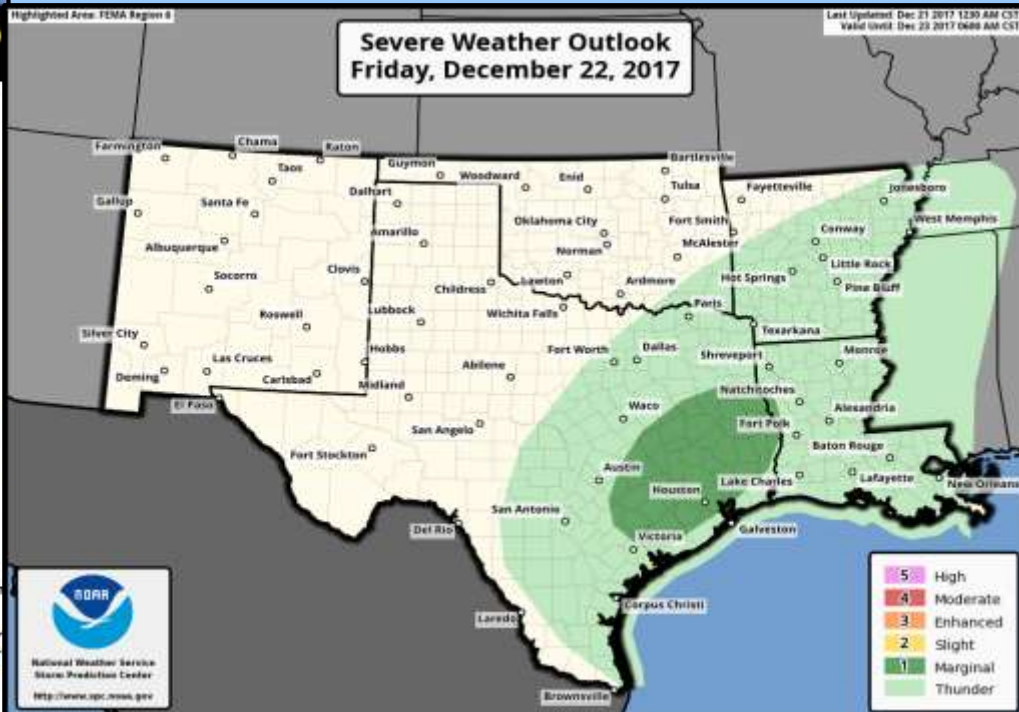 Highlighted Area: FEMA Region 6
Last Updated: Dec 21 2017 1230 AM CST
Valid Until: Dec 23 2017 0600 AM CST
Severe Weather Outlook
Friday, December 22, 2017
Farmington
Chama
Raton
Guymon
Bartlesville
Taos
Woodward
Enid
Tulsa
Fayetteville
Jonesboro
Gallup
Santa Fe
Dalhart
Oklahoma City
Fort Smith
West Memphis
Amarillo
Conway
Albuquerque
Norman
McAlester
Little Rock
Socorro
Clovis
Childress
Lawton
Ardmore
Hot Springs
Pine Bluff
Roswell
Lubbock
Wichita Falls
Paris
Texarkana
Silver City
Las Cruces
Hobbs
Abilene
Fort Worth
Dallas
Shreveport
Monroe
Deming
Carlsbad
Midland
Natchitoches
El Paso
Waco
Alexandria
San Angelo
Fort Polk
Fort Stockton
Baton Rouge
Austin
Lake Charles
Lafayette
New Orleans
Houston
San Antonio
Del Rio
Galveston
Victoria
Corpus Christi
Laredo
Brownsville
NOAA
National Weather Service
Storm Prediction Center
http://www.spc.noaa.gov
5 High
4 Moderate
3 Enhanced
2 Slight
1 Marginal
Thunder